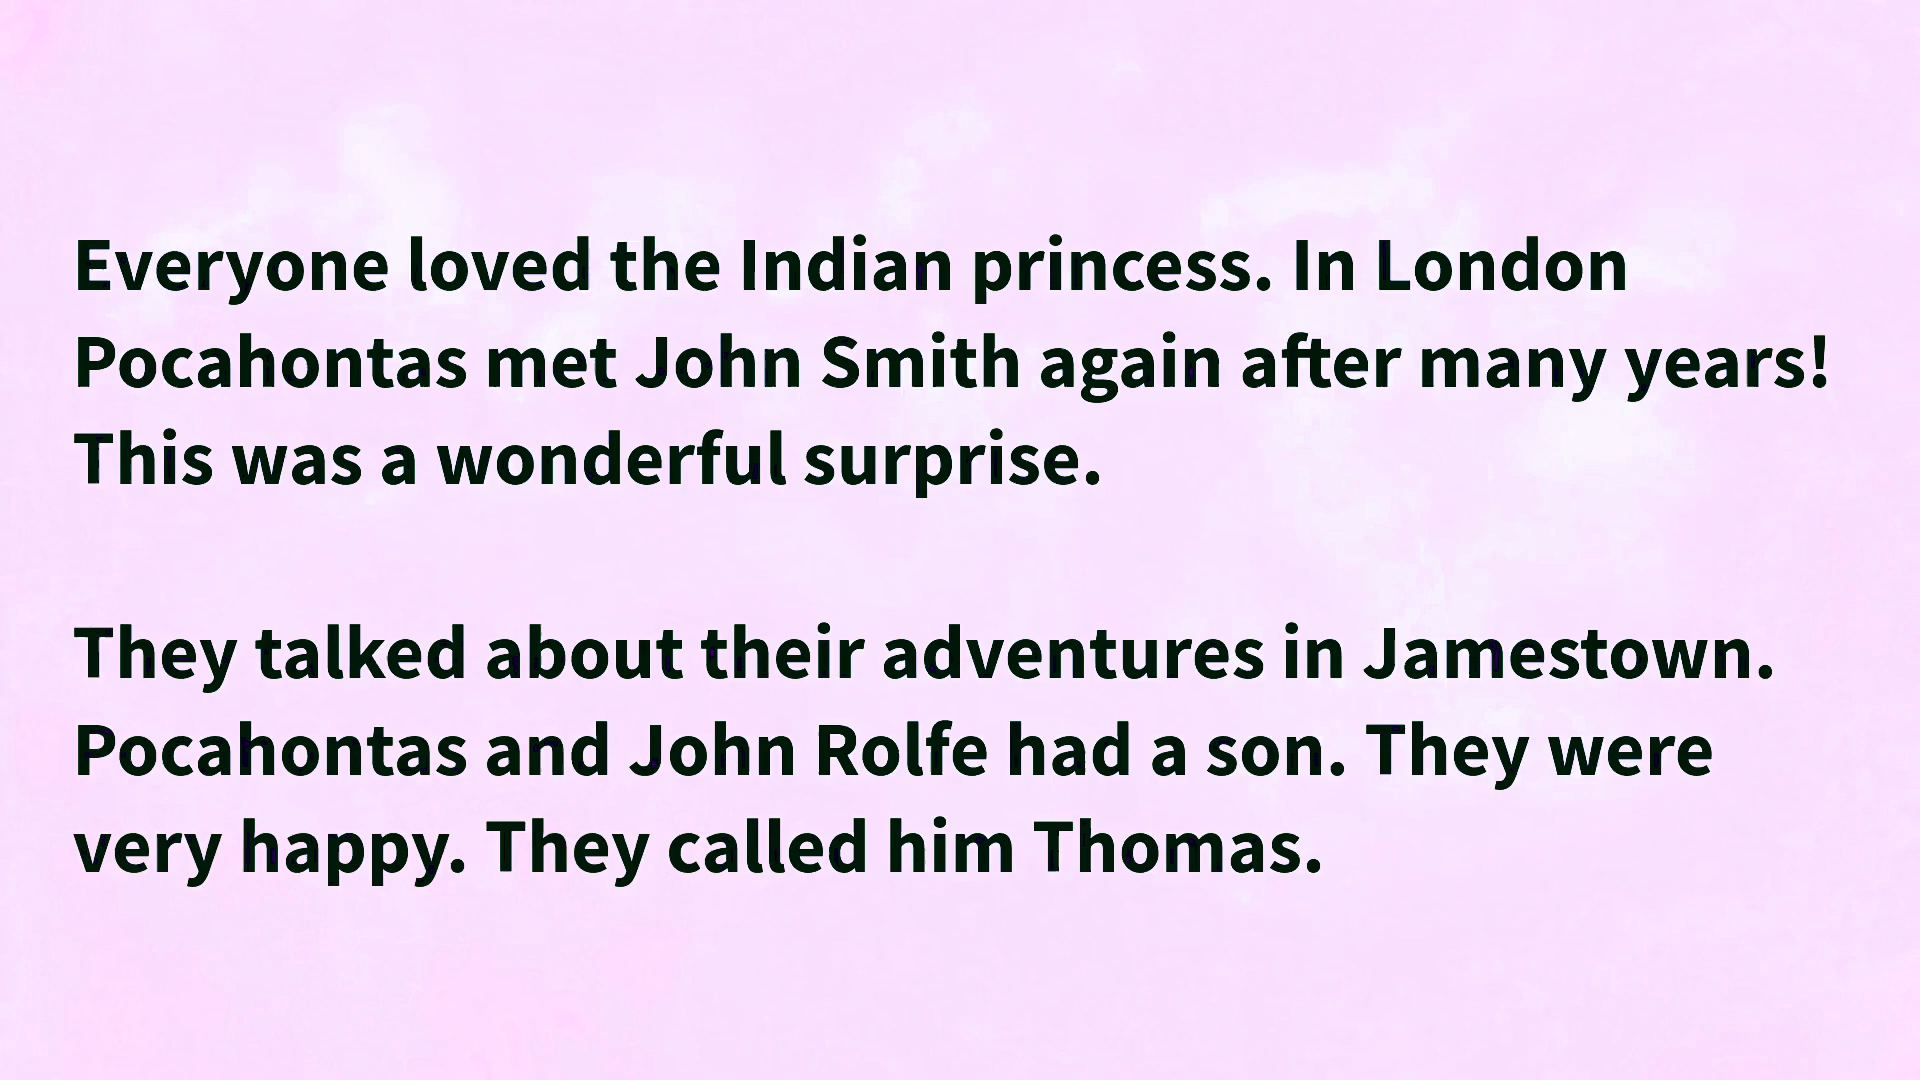 Everyone loved the Indian princess. In London
Pocahontas met John Smith again after many years!
This was a wonderful surprise.
They talked about their adventures in Jamestown.
Pocahontas and John Rolfe had a son. They were
very happy. They called him Thomas.